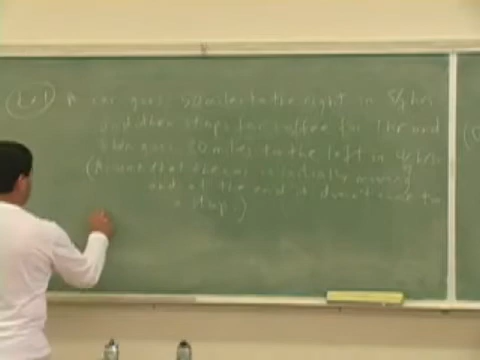 A car goes 50 miles to the right in 5/4 hrs
and then stops for coffee for 1 hr and
then goes 30 miles to the left in
(Assume that the car is initially moving
and at the end it doesn't come to
a stop.)